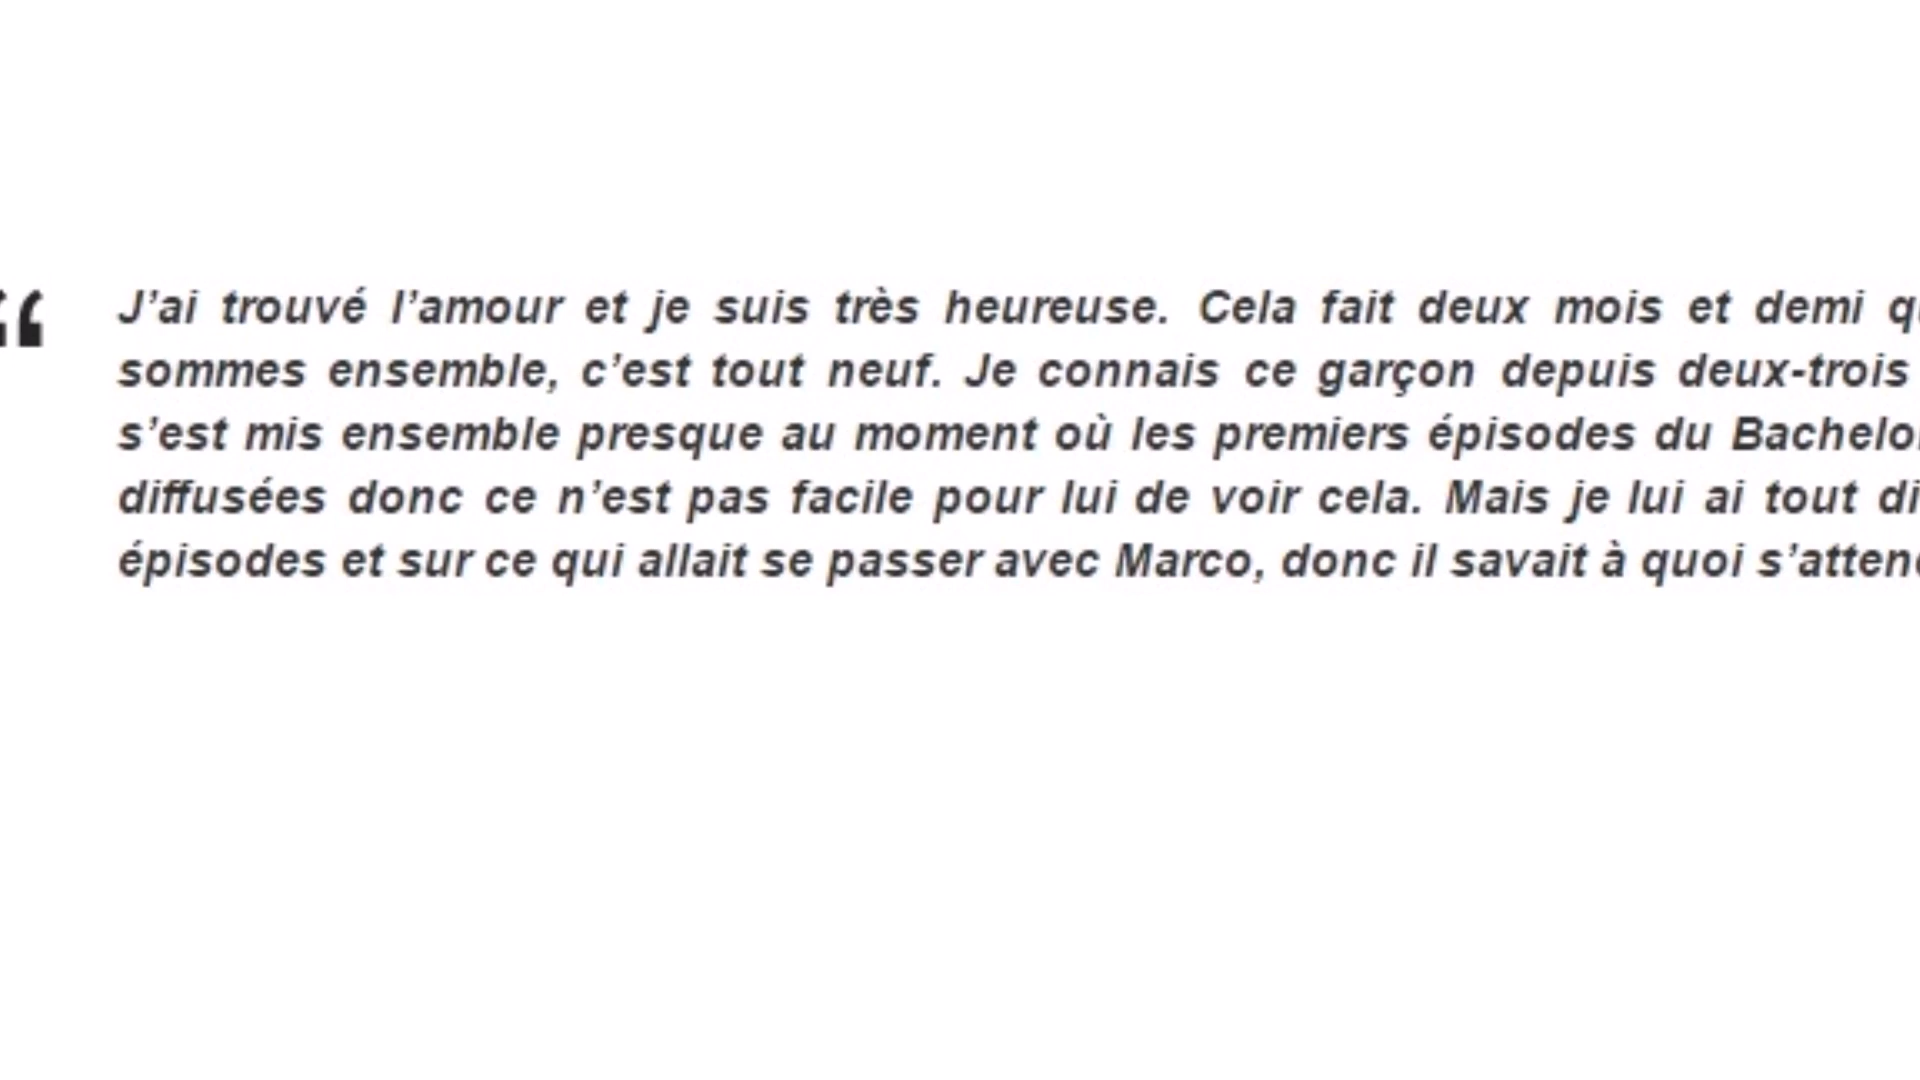 “ J’ai trouvé l’amour et je suis très heureuse. Cela fait deux mois et demi
sommes ensemble, c’est tout neuf. Je connais ce garçon depuis deux-trois
s’est mis ensemble presque au moment où les premiers épisodes du
diffusées donc ce n’est pas facile pour lui de voir cela. Mais je lui ai tout
épisodes et sur ce qui allait se passer avec Marco, donc il savait à quoi